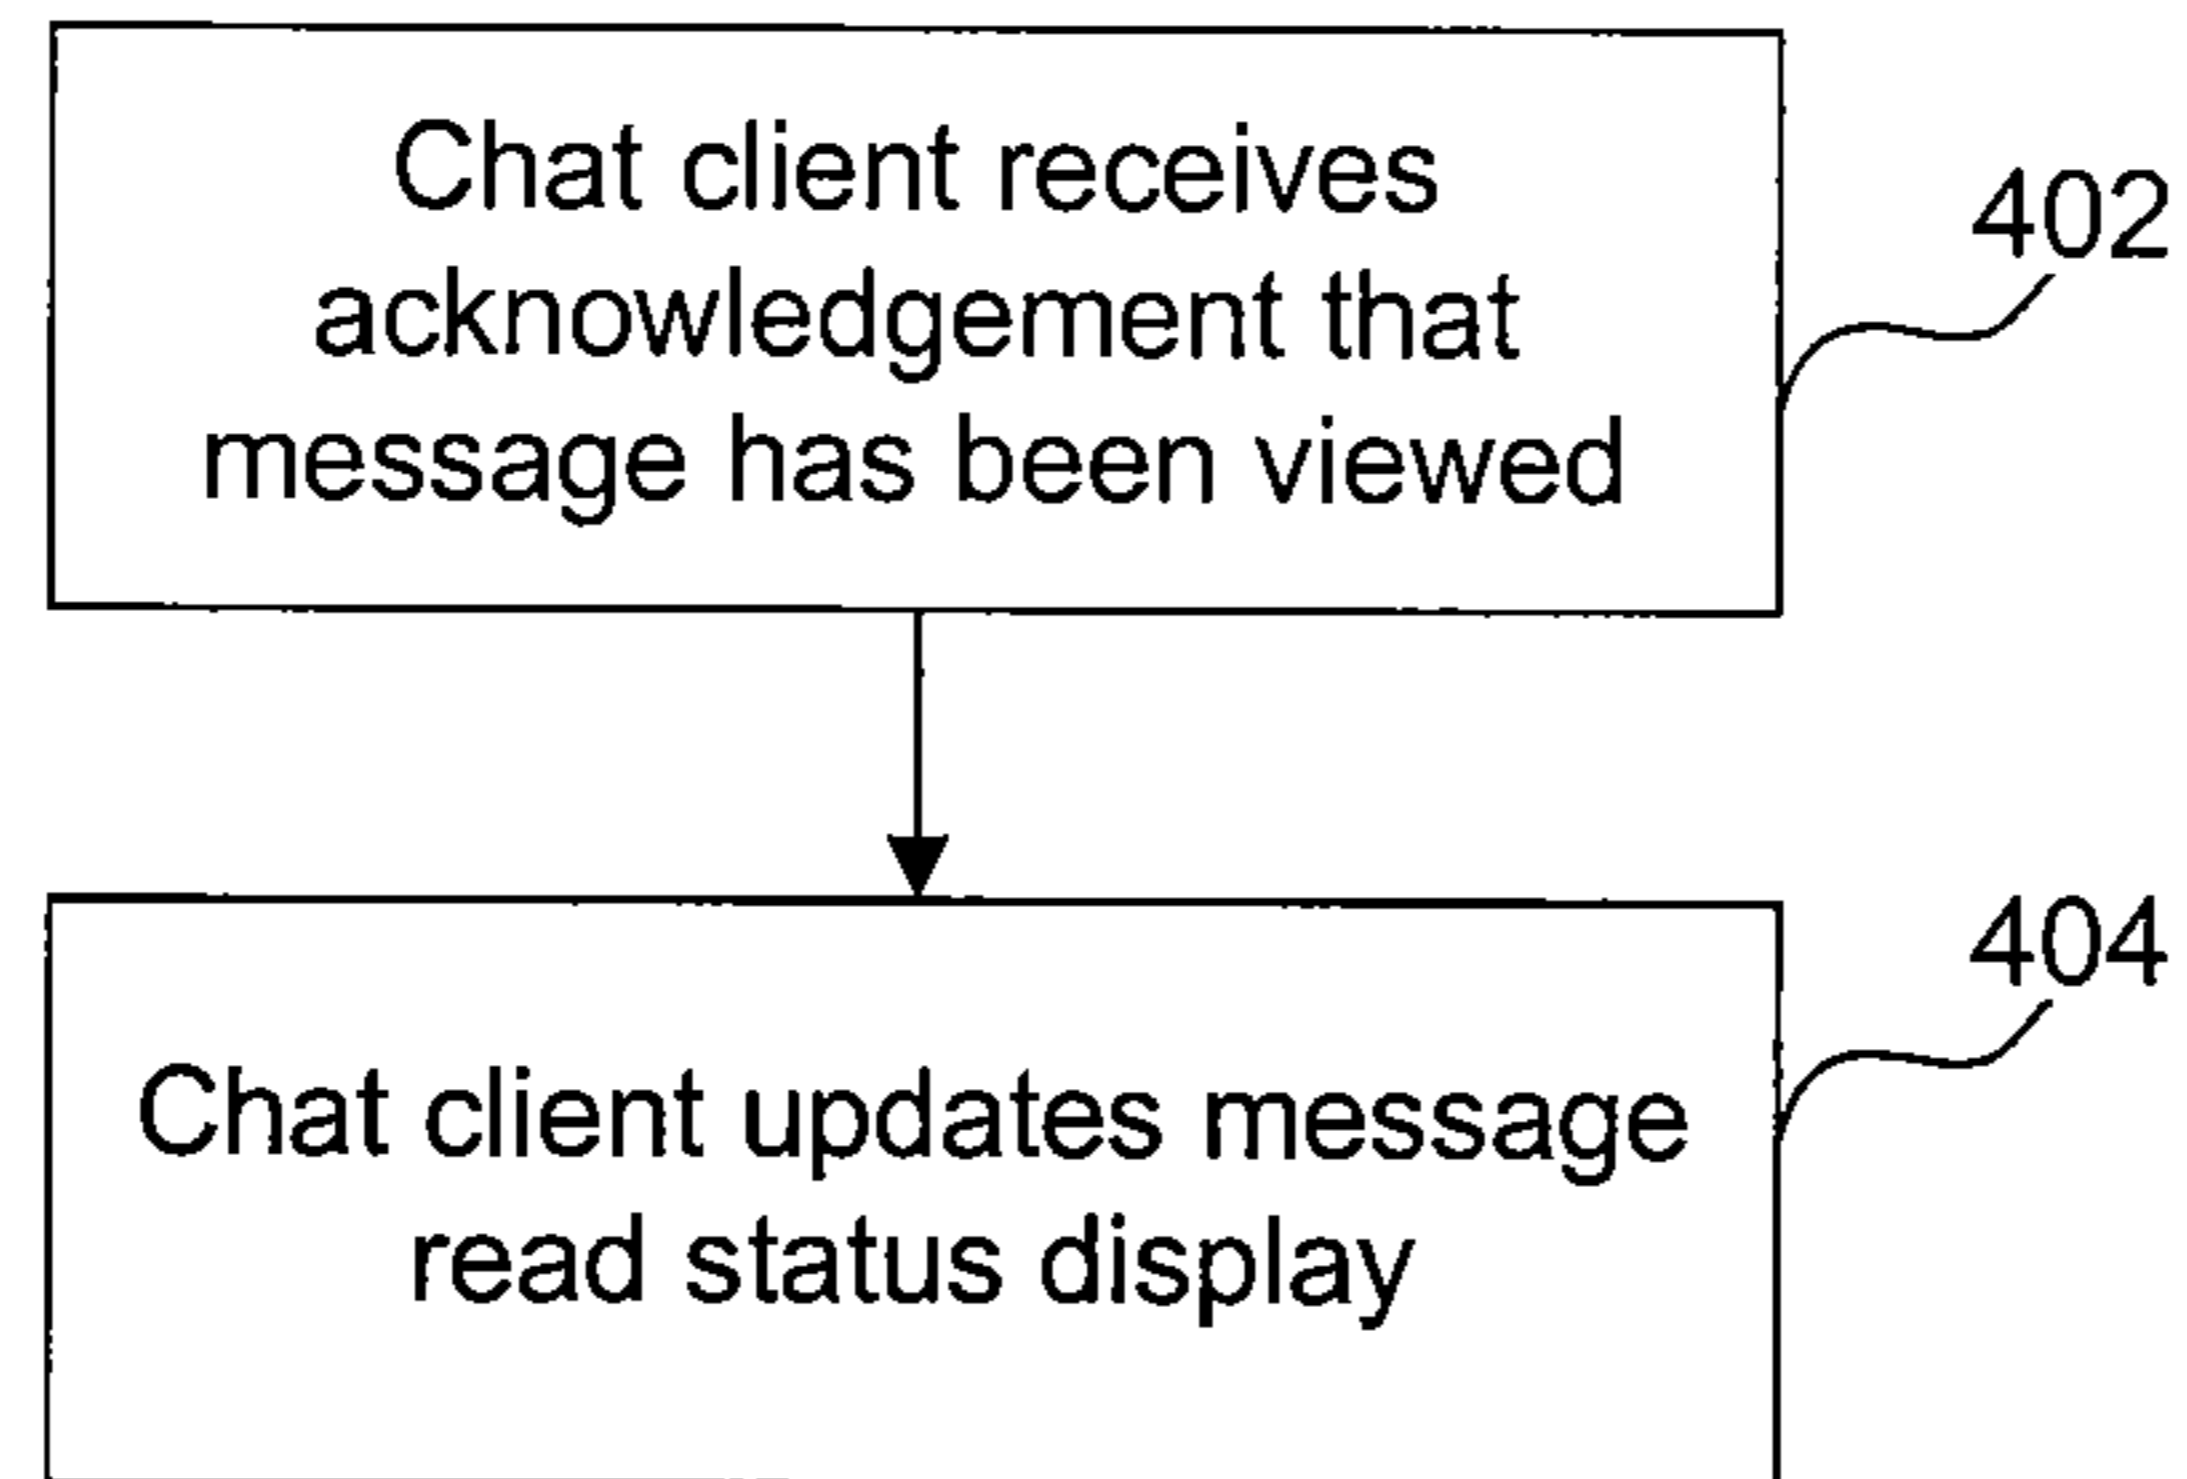 Chat client receives
acknowledgement that
message has been viewed
402
Chat client updates message
read status display
404